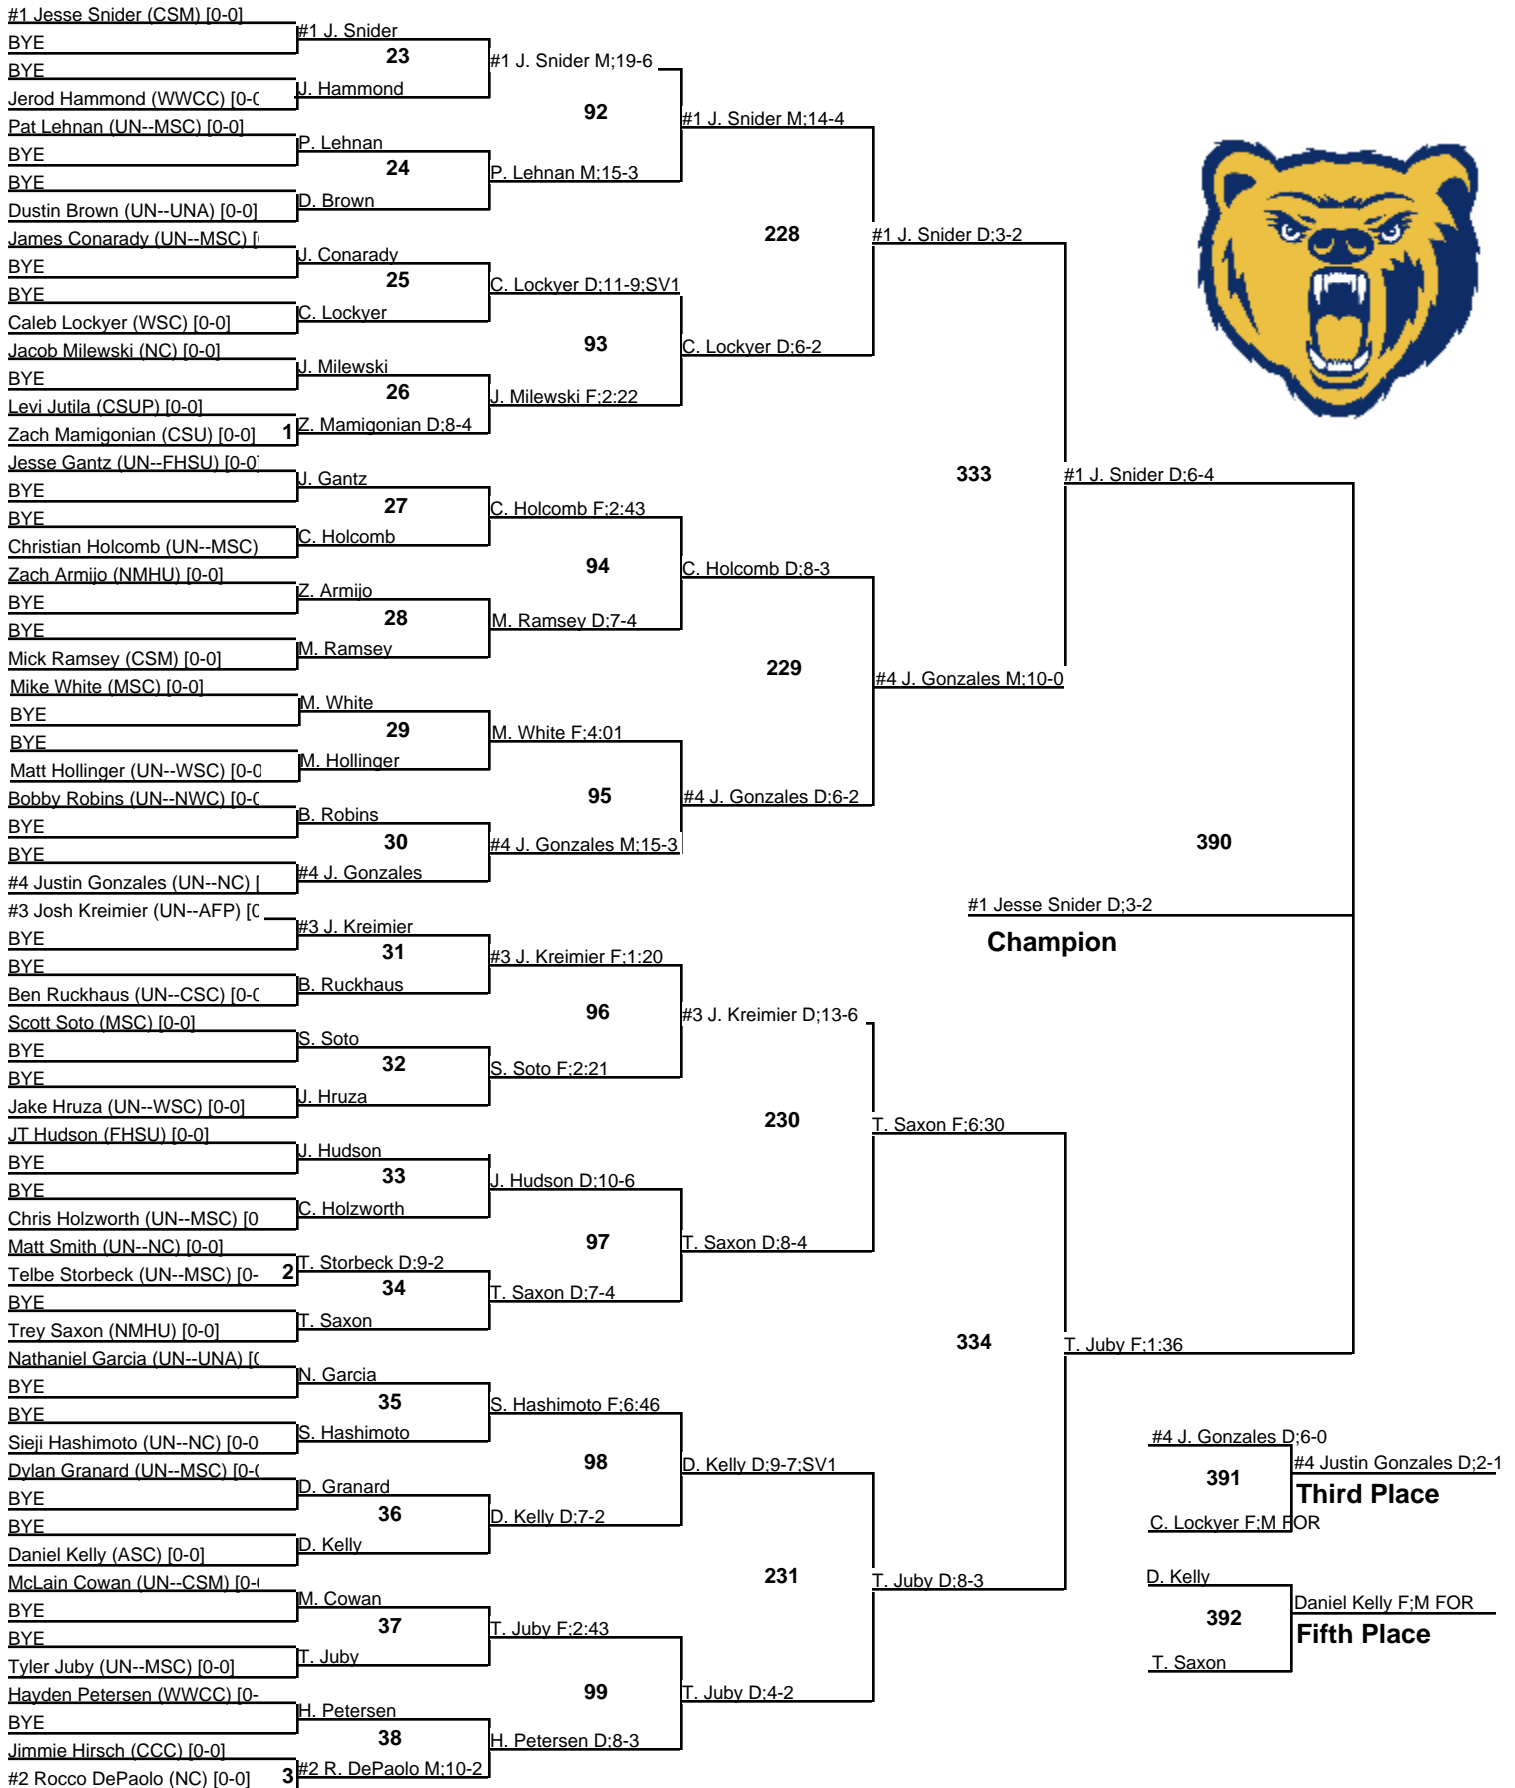 #1 Jesse Snider (CSM) [0-0]
BYE
BYE
Jerod Hammond (WWCC) [0-0
Pat Lehnan (UN--MSC) [0-0]
BYE
BYE
Dustin Brown (UN--UNA) [0-0]
James Conarady (UN--MSC) [
BYE
BYE
Caleb Lockyer (WSC) [0-0]
Jacob Milewski (NC) [0-0]
BYE
Levi Jutila (CSUP) [0-0]
Zach Mamigonian (CSU) [0-0] 1
Jesse Gantz (UN--FHSU) [0-0]
BYE
BYE
Christian Holcomb (UN--MSC)
Zach Armijo (NMHU) [0-0]
BYE
BYE
Mick Ramsey (CSM) [0-0]
Mike White (MSC) [0-0]
BYE
BYE
Matt Hollinger (UN--WSC) [0-0
Bobby Robins (UN--NWC) [0-0
BYE
BYE
#4 Justin Gonzales (UN--NC) [
#3 Josh Kreimier (UN--AFP) [0
BYE
BYE
Ben Ruckhaus (UN--CSC) [0-0
Scott Soto (MSC) [0-0]
BYE
BYE
Jake Hruza (UN--WSC) [0-0]
JT Hudson (FHSU) [0-0]
BYE
BYE
Chris Holzworth (UN--MSC) [0
Matt Smith (UN--NC) [0-0]
Telbe Storbeck (UN--MSC) [0- 2
BYE
Trey Saxon (NMHU) [0-0]
Nathaniel Garcia (UN--UNA) [0
BYE
BYE
Sieji Hashimoto (UN--NC) [0-0
Dylan Granard (UN--MSC) [0-0
BYE
BYE
Daniel Kelly (ASC) [0-0]
McLain Cowan (UN--CSM) [0-0
BYE
BYE
Tyler Juby (UN--MSC) [0-0]
Hayden Petersen (WWCC) [0-
BYE
Jimmie Hirsch (CCC) [0-0]
#2 Rocco DePaolo (NC) [0-0] 3
#1 J. Snider
23
J. Hammond
P. Lehnan
24
D. Brown
J. Conarady
25
C. Lockyer
J. Milewski
26
Z. Mamigonian D;8-4
J. Gantz
27
C. Holcomb
Z. Armijo
28
M. Ramsey
M. White
29
M. Hollinger
B. Robins
30
#4 J. Gonzales
#3 J. Kreimier
31
B. Ruckhaus
S. Soto
32
J. Hruza
J. Hudson
33
C. Holzworth
T. Storbeck D;9-2
34
T. Saxon
N. Garcia
35
S. Hashimoto
D. Granard
36
D. Kelly
M. Cowan
37
T. Juby
H. Petersen
38
#2 R. DePaolo M;10-2
#1 J. Snider M;19-6
92
P. Lehnan M;15-3
C. Lockyer D;11-9;SV1
93
J. Milewski F;2:22
C. Holcomb F;2:43
94
M. Ramsey D;7-4
M. White F;4:01
95
#4 J. Gonzales M;15-3
#3 J. Kreimier F;1:20
96
S. Soto F;2:21
J. Hudson D;10-6
97
T. Saxon D;7-4
S. Hashimoto F;6:46
98
D. Kelly D;7-2
T. Juby F;2:43
99
H. Petersen D;8-3
#1 J. Snider M;14-4
228
C. Lockyer D;6-2
C. Holcomb D;8-3
229
#4 J. Gonzales D;6-2
#3 J. Kreimier D;13-6
230
T. Saxon D;8-4
D. Kelly D;9-7;SV1
231
T. Juby D;4-2
#1 J. Snider D;3-2
333
#4 J. Gonzales M;10-0
T. Saxon F;6:30
334
T. Juby D;8-3
#1 J. Snider D;6-4
390
T. Juby F;1:36
#1 Jesse Snider D;3-2
Champion
#4 J. Gonzales D;6-0
391
C. Lockyer F;M FOR
#4 Justin Gonzales D;2-1
Third Place
D. Kelly
392
T. Saxon
Daniel Kelly F;M FOR
Fifth Place